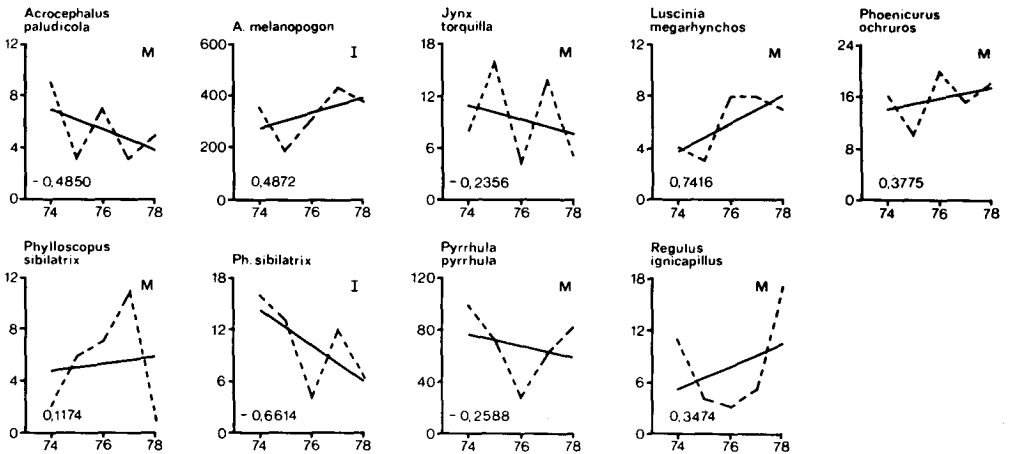 Acrocephalus
paludicola
M
12
8
4
0
- 0,4850
74 76 78
A. melanopogon
I
600
400
200
0
0,4872
74 76 78
Jynx
torquilla
M
18
12
6
0
- 0,2356
74 76 78
Luscinia
megarhynchos
M
12
8
4
0
0,7416
74 76 78
Phoenicurus
ochruros
M
24
16
8
0
0,3775
74 76 78
Phylloscopus
sibilatrix
M
12
8
4
0
0,1174
74 76 78
Ph. sibilatrix
I
18
12
6
0
- 0,6614
74 76 78
Pyrrhula
pyrrhula
M
120
80
40
0
- 0,2588
74 76 78
Regulus
ignicapillus
M
18
12
6
0
0,3474
74 76 78